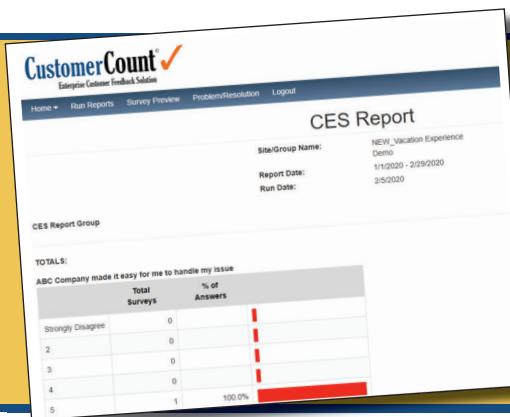 CustomerCount®
Enterprise Customer Feedback Solution
Home Run Reports Survey Preview Problem/Resolution Logout
CES Report
Site/Group Name: NEW_Vacation Experience
Demo
Report Date: 1/1/2020 - 2/29/2020
Run Date: 2/5/2020
CES Report Group
TOTALS:
ABC Company made it easy for me to handle my issue
Total % of
Surveys Answers
Strongly Disagree 0
2 0
3 0
4 0
5 1 100.0%